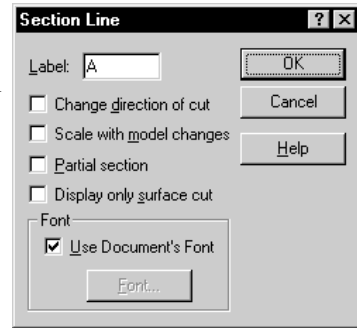 Section Line
Label: A
OK
Change direction of cut
Cancel
Scale with model changes
Partial section
Help
Display only surface cut
Font
Use Document's Font
Font...